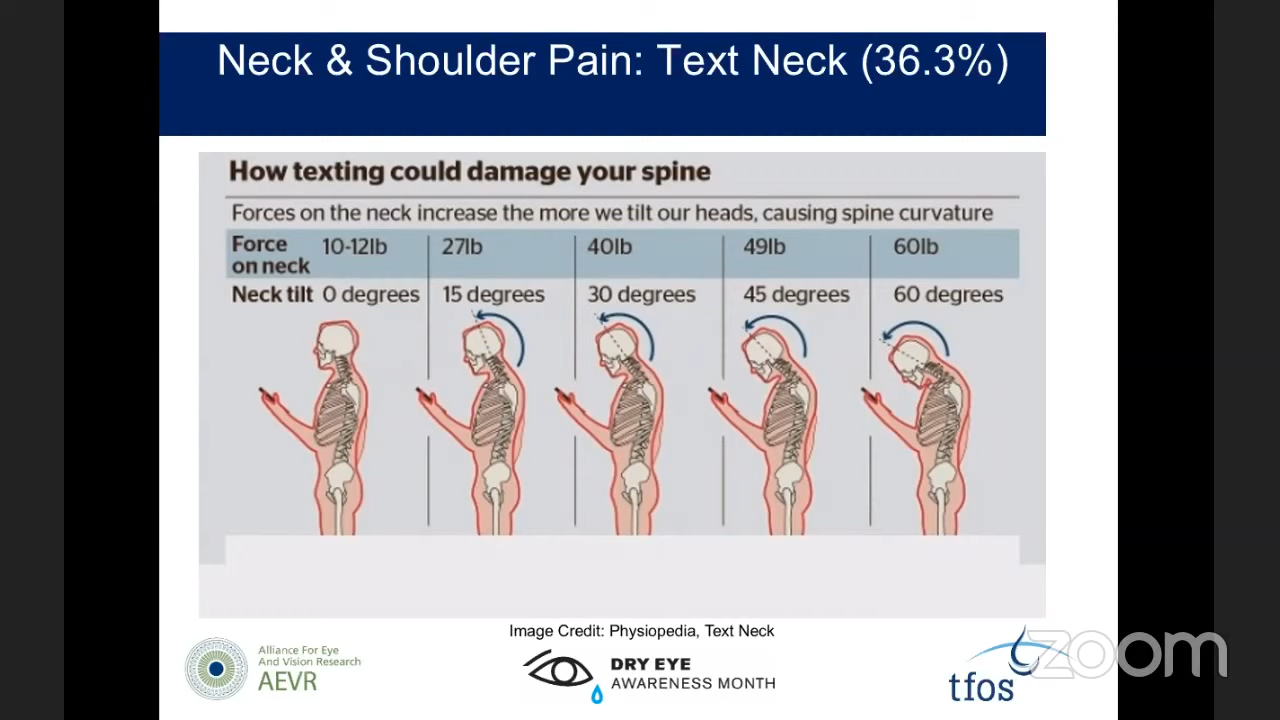 Neck & Shoulder Pain: Text Neck (36.3%)
How texting could damage your spine
Forces on the neck increase the more we tilt our heads, causing spine curvature
Force on neck 10-12lb 27lb 40lb 49lb 60lb
Neck tilt 0 degrees 15 degrees 30 degrees 45 degrees 60 degrees
Image Credit: Physiopedia, Text Neck
Alliance For Eye
And Vision Research
AEVR
DRY EYE
AWARENESS MONTH
tfos
zoom